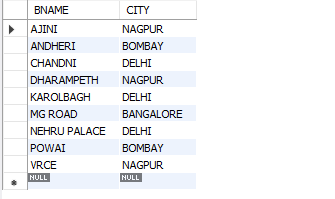 BNAME CITY
AJINI NAGPUR
ANDHERI BOMBAY
CHANDNI DELHI
DHARAMPETH NAGPUR
KAROLBAGH DELHI
MG ROAD BANGALORE
NEHRU PALACE DELHI
POWAI BOMBAY
VRCE NAGPUR
NULL NULL